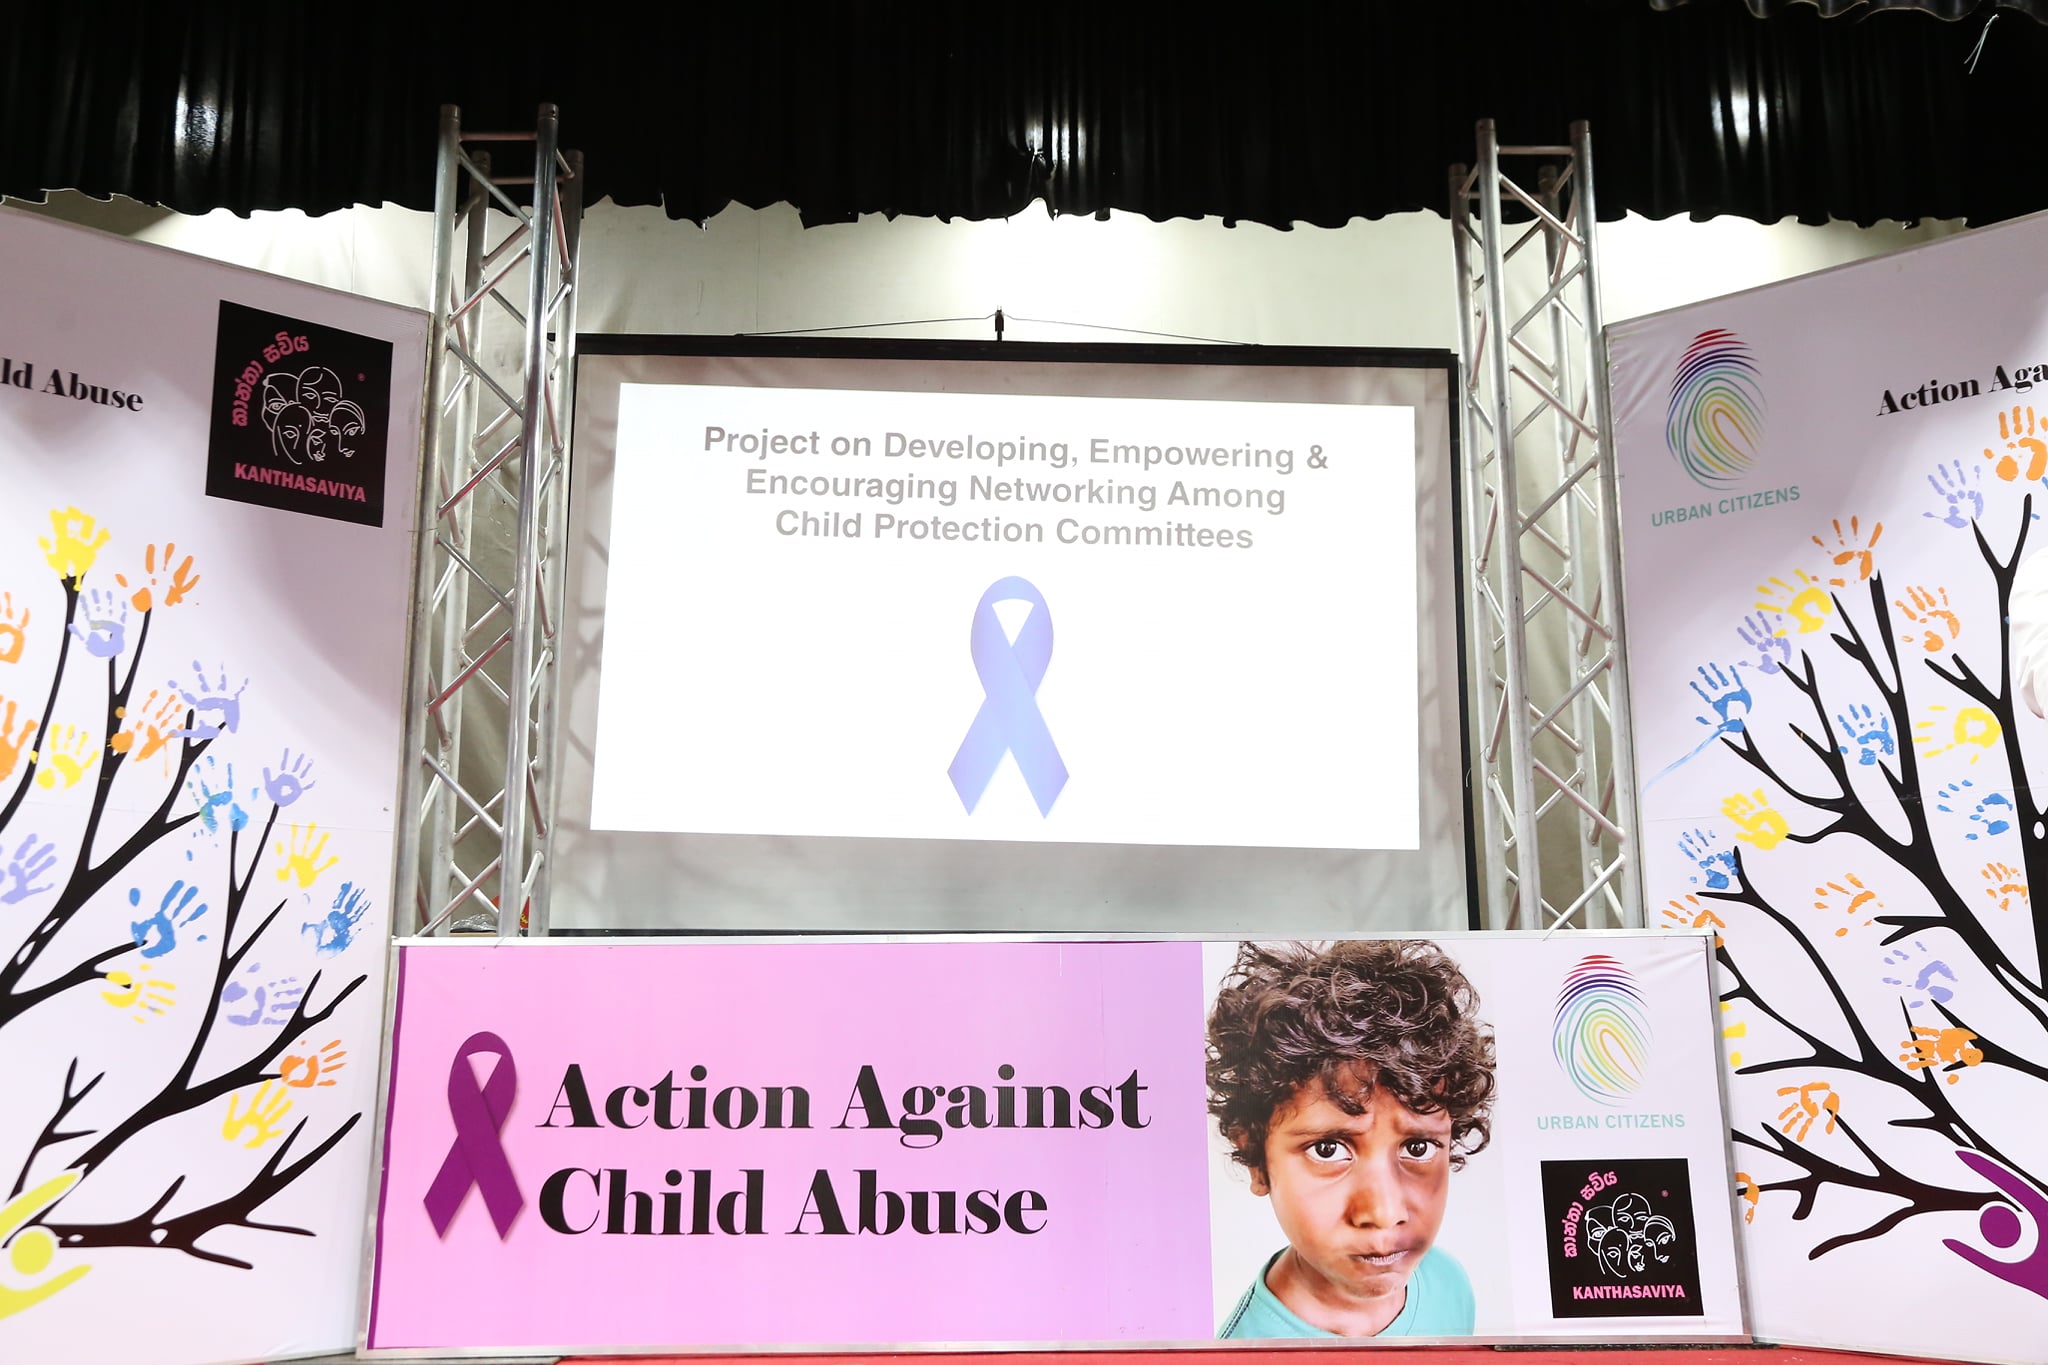 ld Abuse
කාන්තා සවිය
®
KANTHASAVIYA
Project on Developing, Empowering &
Encouraging Networking Among
Child Protection Committees
URBAN CITIZENS
Action Aga
Action Against
Child Abuse
URBAN CITIZENS
කාන්තා සවිය
®
KANTHASAVIYA